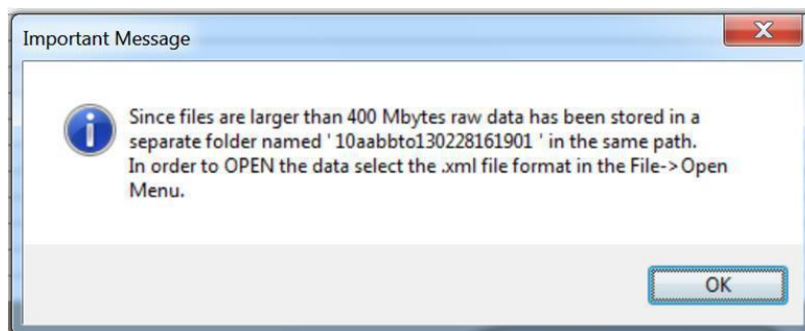 Important Message
Since files are larger than 400 Mbytes raw data has been stored in a
separate folder named ' 10aabbto130228161901 ' in the same path.
In order to OPEN the data select the .xml file format in the File->Open
Menu.
OK